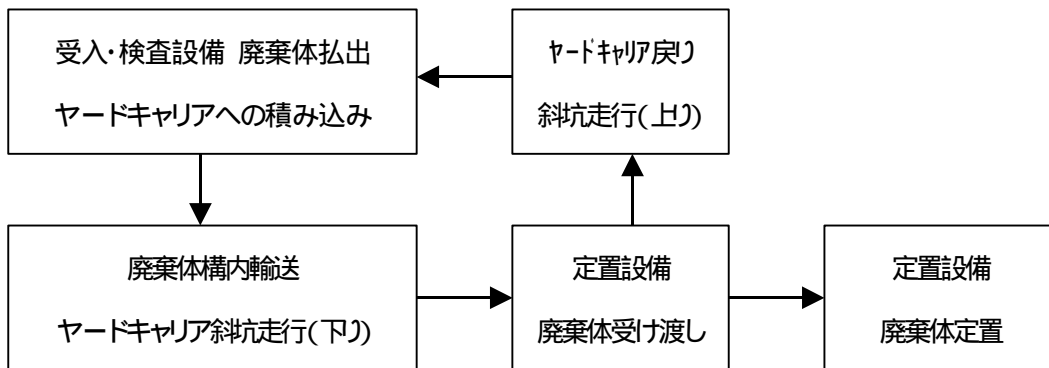 受入・検査設備 廃棄体払出
ヤードキャリアへの積み込み
ヤードキャリア戻り
斜坑走行(上り)
廃棄体構内輸送
ヤードキャリア斜坑走行(下り)
定置設備
廃棄体受け渡し
定置設備
廃棄体定置